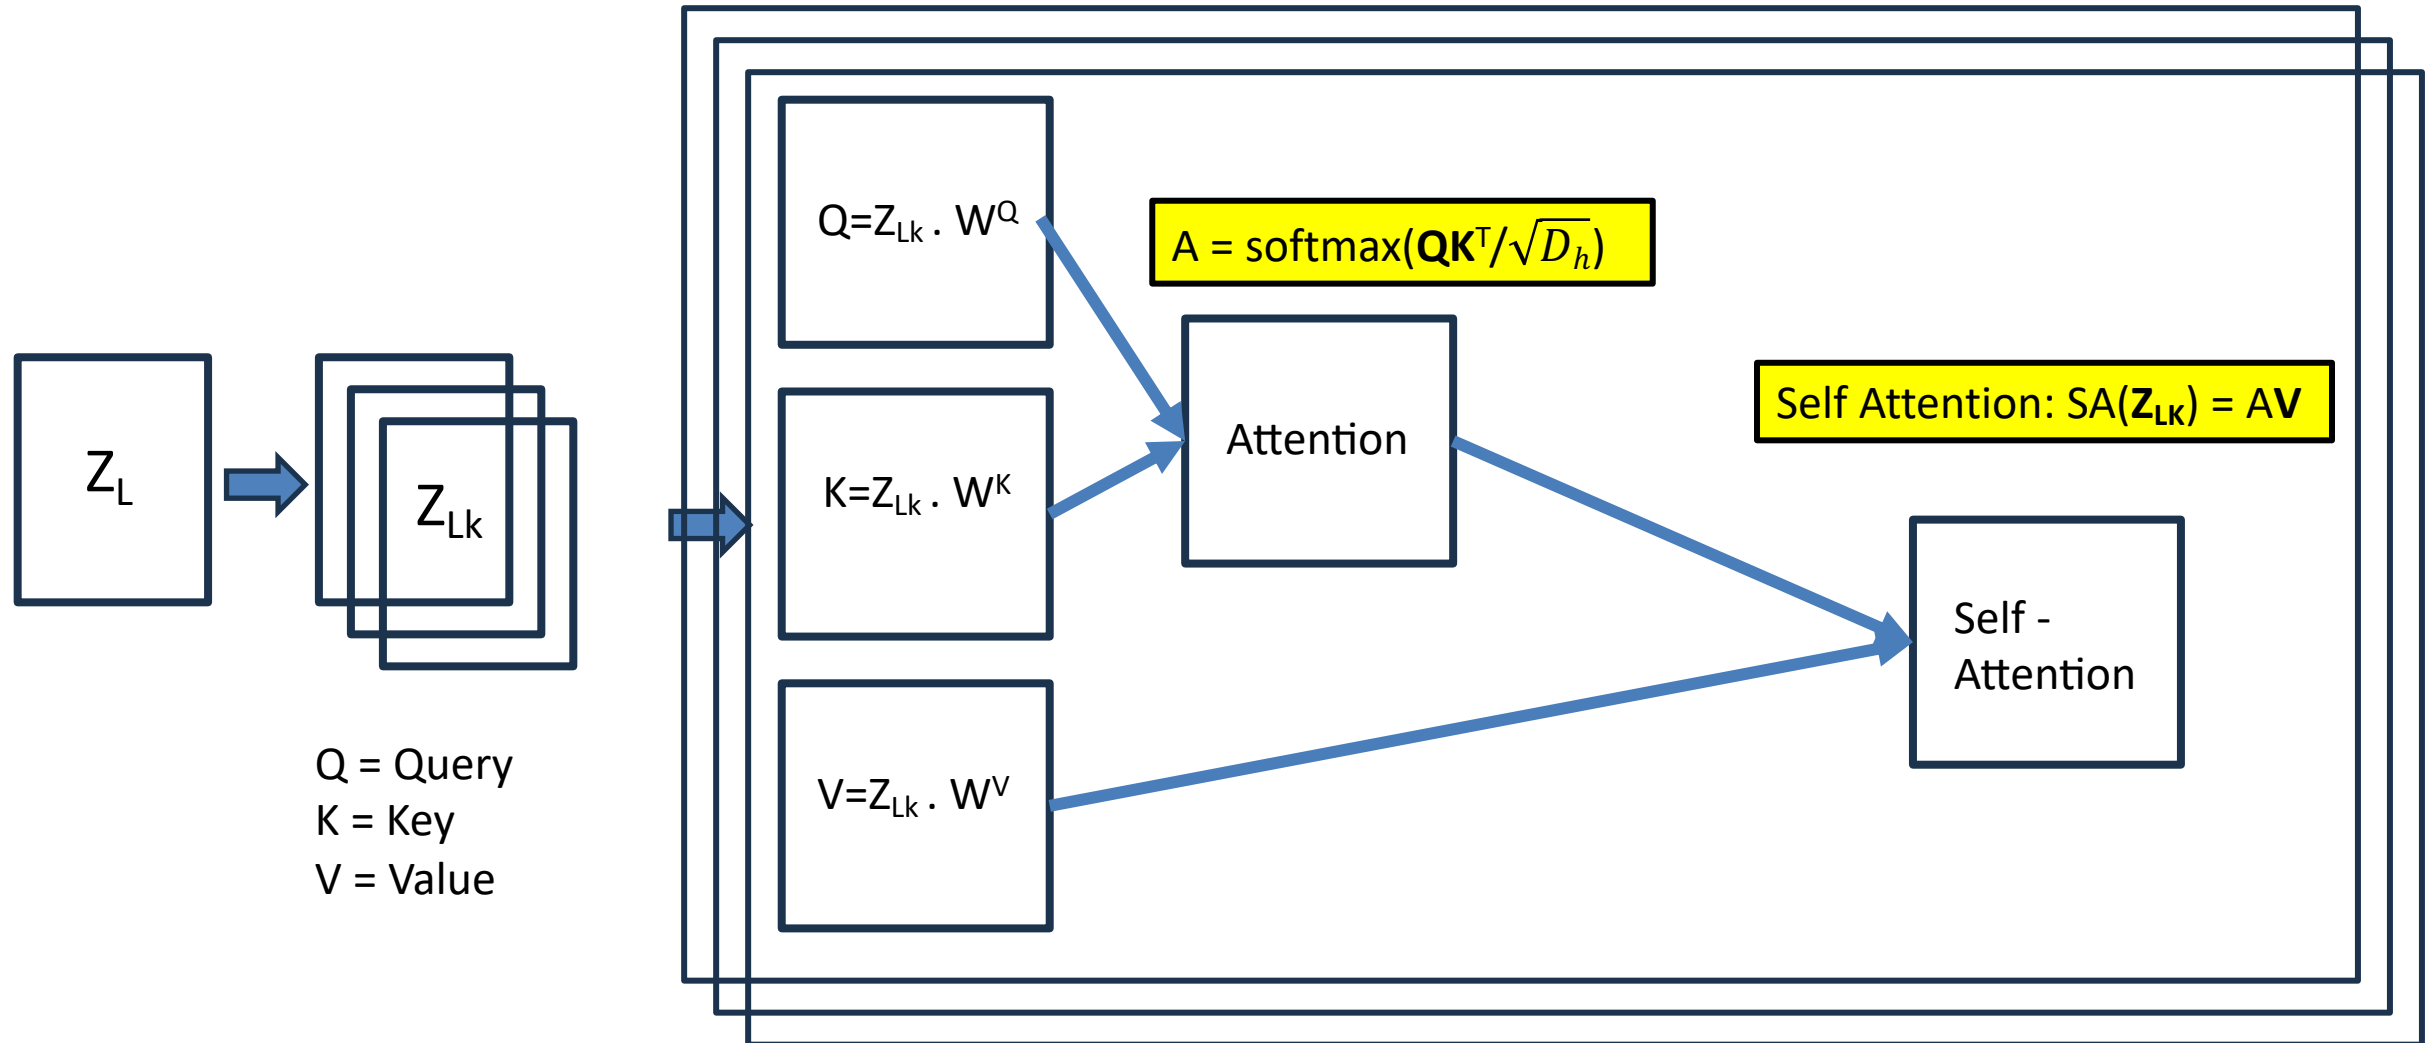 Z_L
Z_Lk
Q = Query
K = Key
V = Value
Q=Z_Lk . W^Q
K=Z_Lk . W^K
V=Z_Lk . W^V
A = softmax(QK^T/√D_h)
Attention
Self Attention: SA(Z_LK) = AV
Self -
Attention